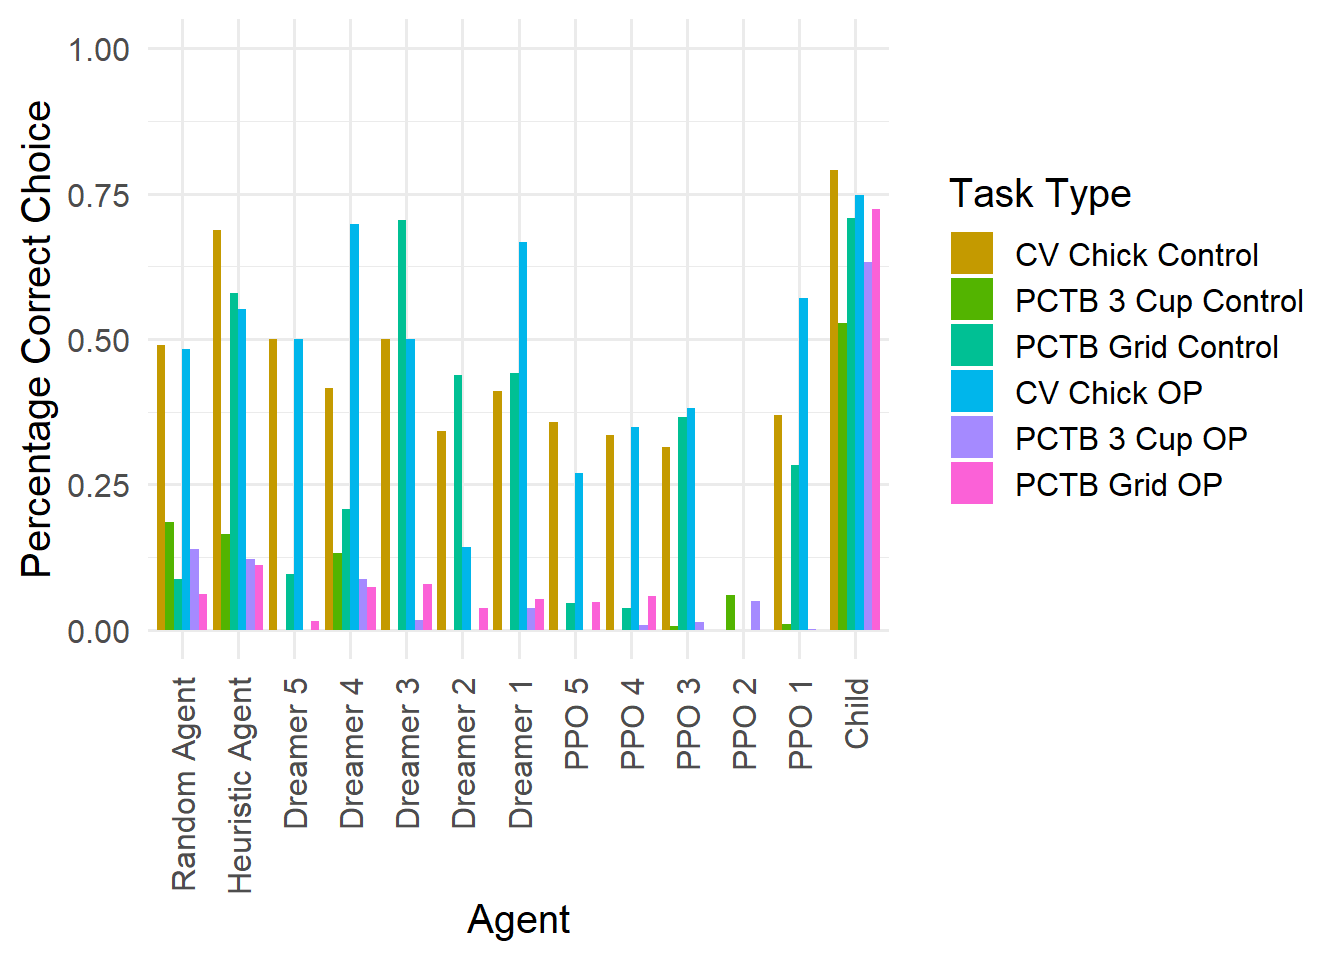 Percentage Correct Choice
1.00
0.75
0.50
0.25
0.00
Random Agent
Heuristic Agent
Dreamer 5
Dreamer 4
Dreamer 3
Dreamer 2
Dreamer 1
PPO 5
PPO 4
PPO 3
PPO 2
PPO 1
Child
Agent
Task Type
CV Chick Control
PCTB 3 Cup Control
PCTB Grid Control
CV Chick OP
PCTB 3 Cup OP
PCTB Grid OP